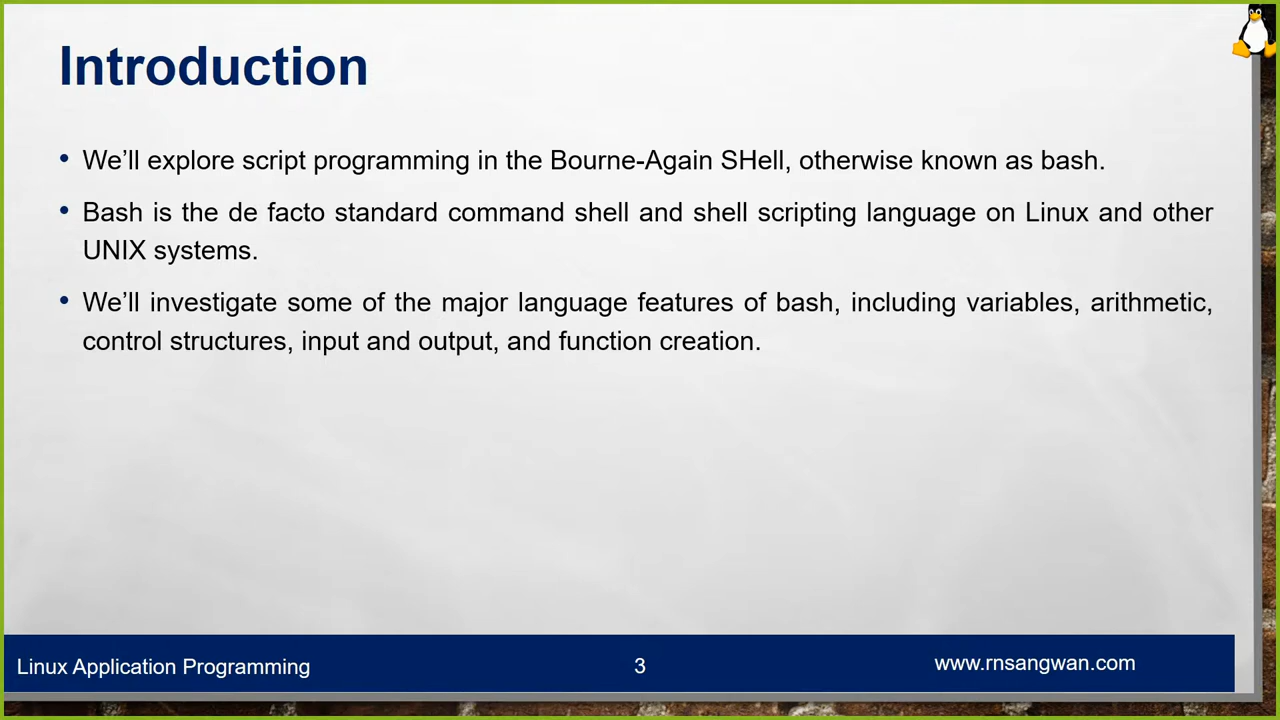 Introduction
• We’ll explore script programming in the Bourne-Again SHell, otherwise known as bash.
• Bash is the de facto standard command shell and shell scripting language on Linux and other
UNIX systems.
• We’ll investigate some of the major language features of bash, including variables, arithmetic,
control structures, input and output, and function creation.
Linux Application Programming
3
www.rnsangwan.com